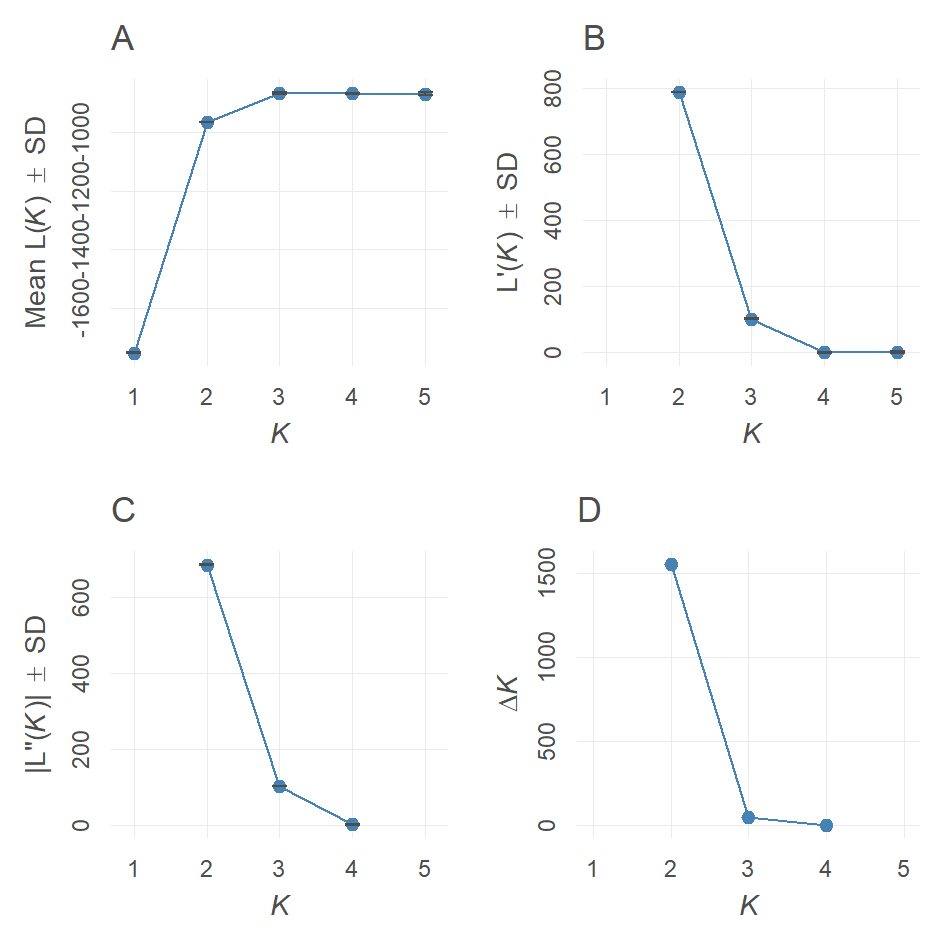 A
Mean L(K) ± SD
-1600-1400-1200-1000
1 2 3 4 5
K
B
L'(K) ± SD
0 200 400 600 800
1 2 3 4 5
K
C
|L"(K)| ± SD
0 200 400 600
1 2 3 4 5
K
D
ΔK
0 500 1000 1500
1 2 3 4 5
K